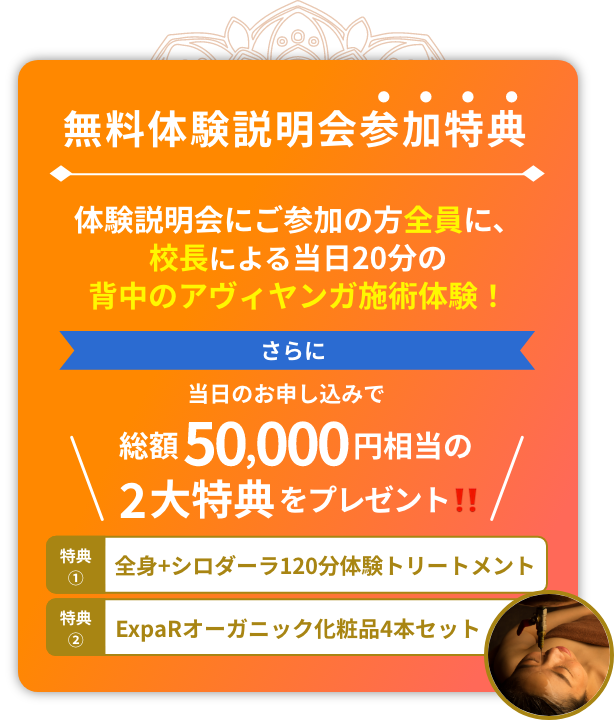 無料体験説明会参加特典
体験説明会にご参加の方全員に、
校長による当日20分の
背中のアヴィヤンガ施術体験！
さらに
当日のお申し込みで
総額50,000円相当の
2大特典をプレゼント‼
特典① 全身+シロダーラ120分体験トリートメント
特典② ExpaRオーガニック化粧品4本セット